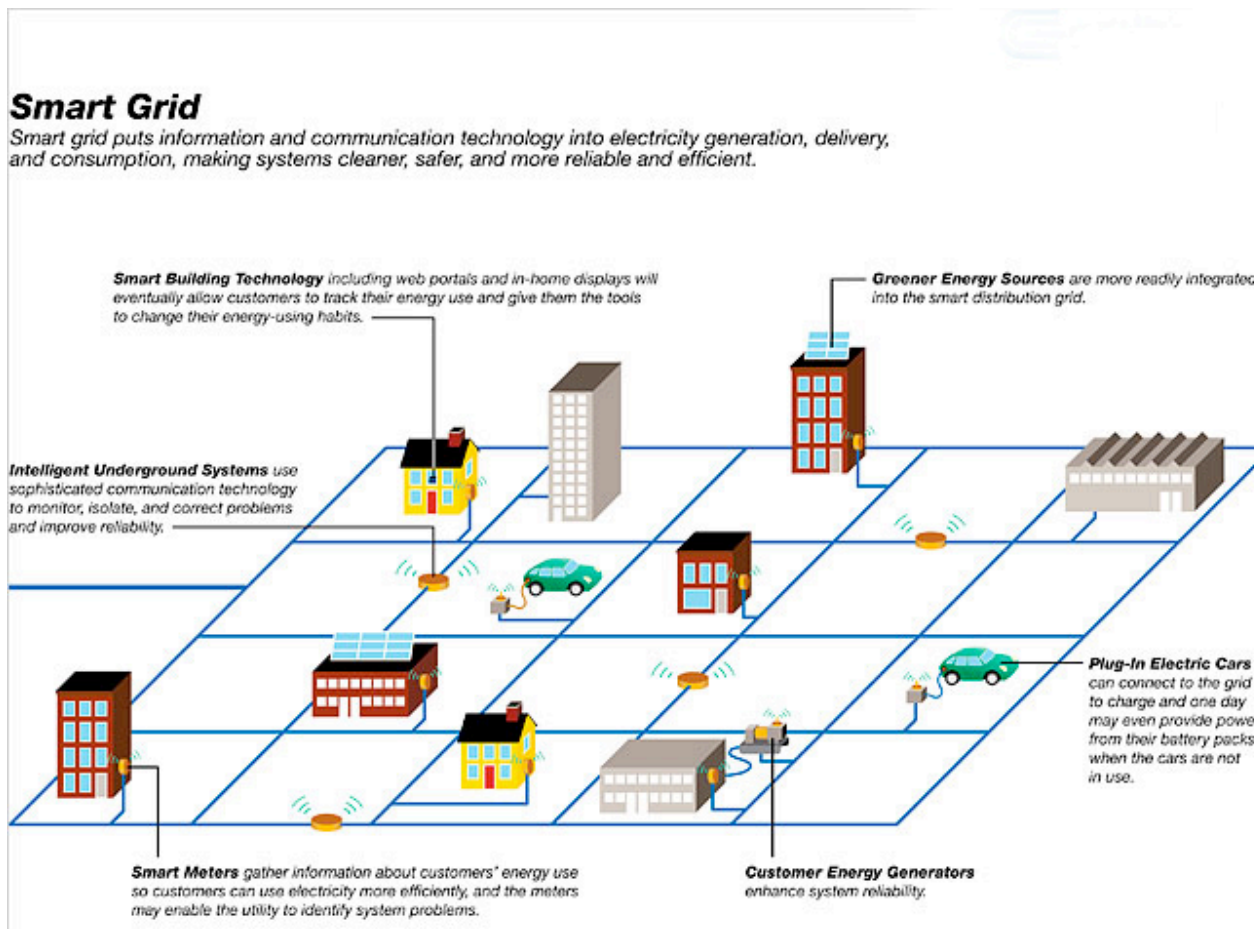 Smart Grid
Smart grid puts information and communication technology into electricity generation, delivery,
and consumption, making systems cleaner, safer, and more reliable and efficient.
Smart Building Technology including web portals and in-home displays will
eventually allow customers to track their energy use and give them the tools
to change their energy-using habits.
Greener Energy Sources are more readily integrated
into the smart distribution grid.
Intelligent Underground Systems use
sophisticated communication technology
to monitor, isolate, and correct problems
and improve reliability.
Plug-In Electric Cars
can connect to the grid
to charge and one day
may even provide powe
from their battery packs
when the cars are not
in use.
Smart Meters gather information about customers' energy use
so customers can use electricity more efficiently, and the meters
may enable the utility to identify system problems.
Customer Energy Generators
enhance system reliability.